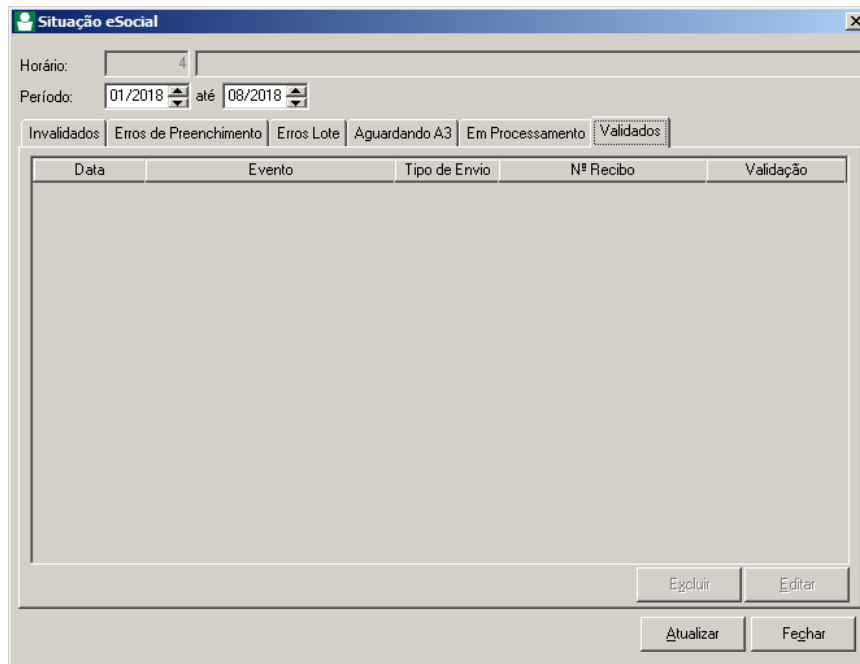 Situação eSocial
Horário: 4
Período: 01/2018 até 08/2018
Invalidados Erros de Preenchimento Erros Lote Aguardando A3 Em Processamento Validados
Data Evento Tipo de Envio Nº Recibo Validação
Excluir Editar
Atualizar Fechar